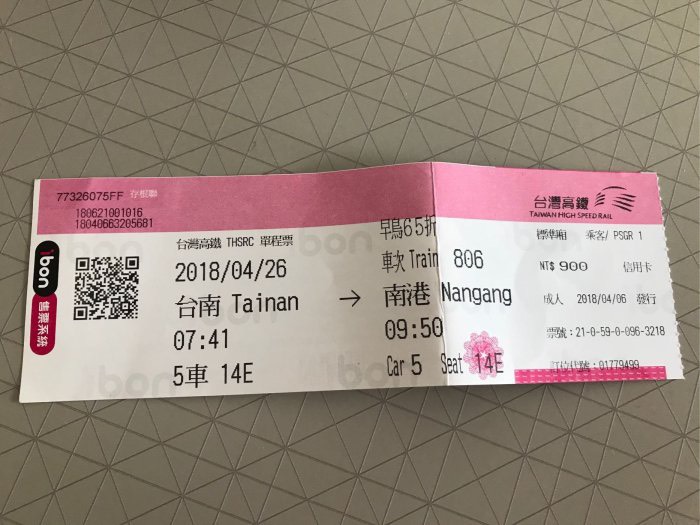 77326075FF 存根聯
180621001016
18040663205681
ibon
售票系統
台灣高鐵 THSRC 單程票
2018/04/26
台南 Tainan
07:41
5車 14E
→
早鳥65折
車次 Train 806
南港 Nangang
09:50
Car 5 Seat 14E
台灣高鐵
TAIWAN HIGH SPEED RAIL
標準廂 乘客/ PSGR 1
NT$ 900 信用卡
成人 2018/04/06 發行
票號:21-0-59-0-096-3218
訂位代號:01779499